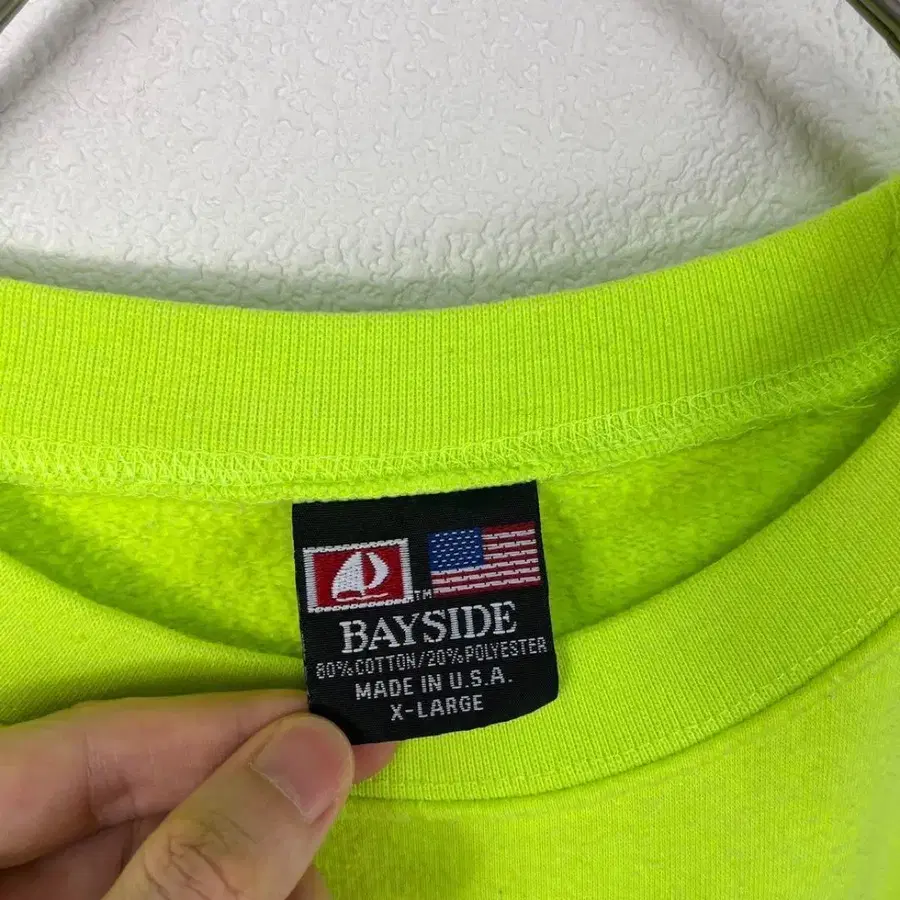 ™
BAYSIDE
80%COTTON/20%POLYESTER
MADE IN U.S.A.
X-LARGE